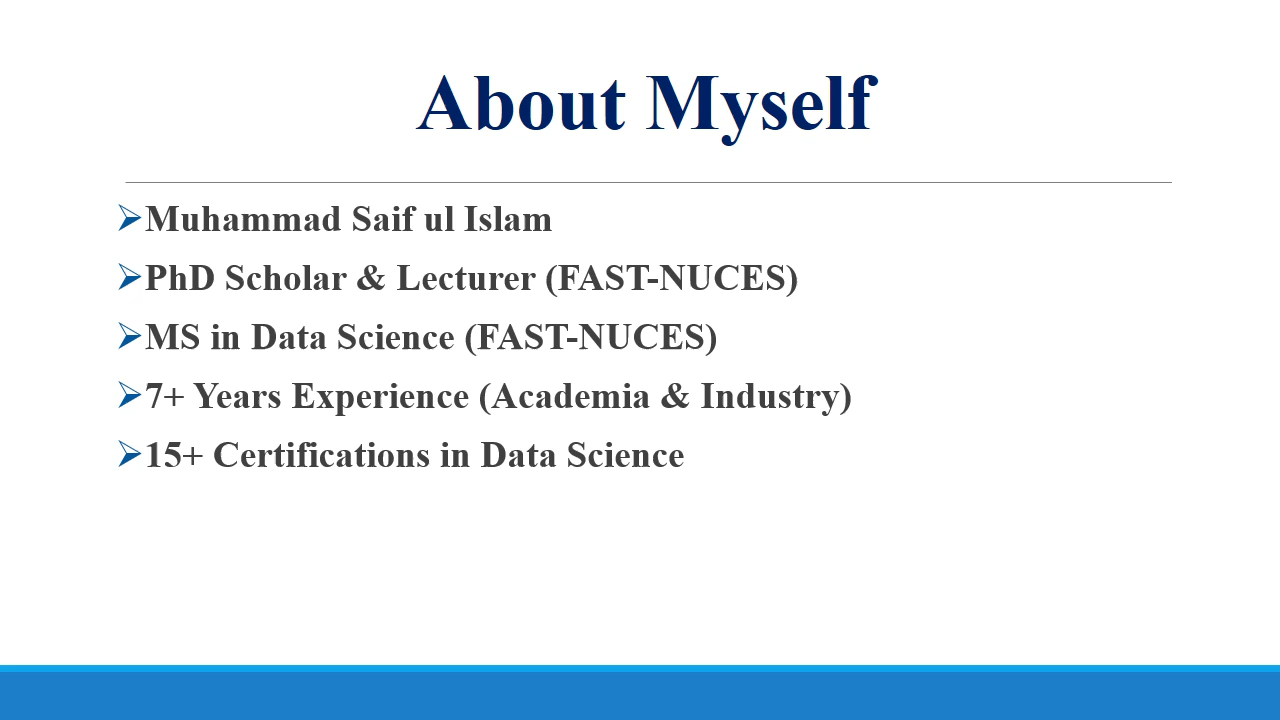 About Myself
Muhammad Saif ul Islam
PhD Scholar & Lecturer (FAST-NUCES)
MS in Data Science (FAST-NUCES)
7+ Years Experience (Academia & Industry)
15+ Certifications in Data Science